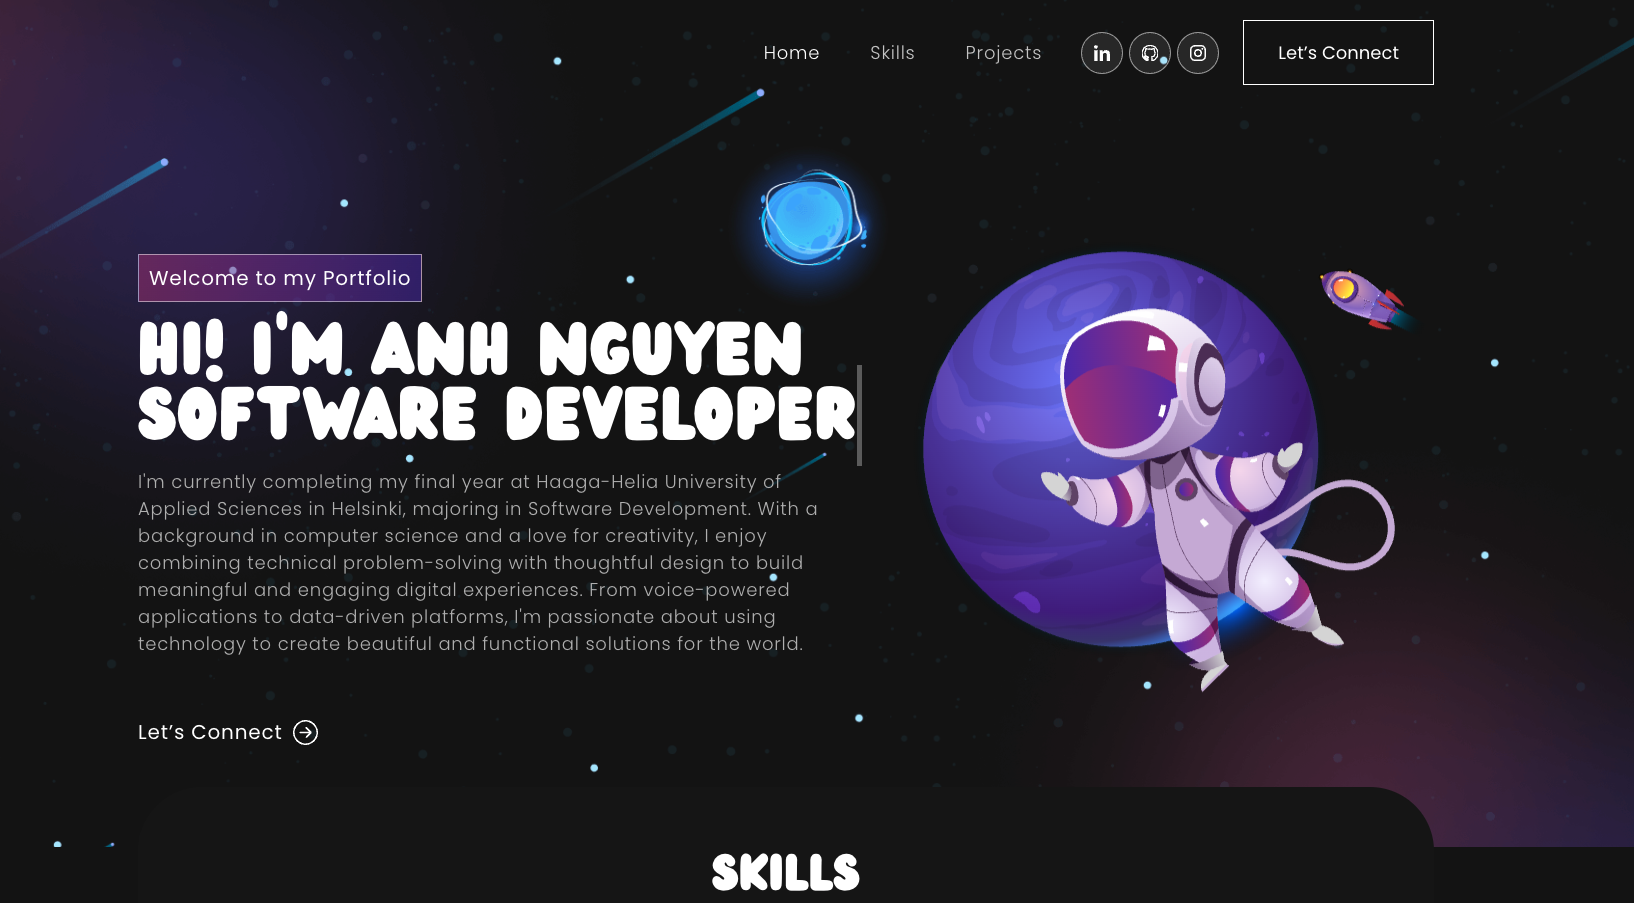 Home
Skills
Projects
in
Let’s Connect
Welcome to my Portfolio
HI! I'M ANH NGUYEN
SOFTWARE DEVELOPER
I'm currently completing my final year at Haaga-Helia University of
Applied Sciences in Helsinki, majoring in Software Development. With a
background in computer science and a love for creativity, I enjoy
combining technical problem-solving with thoughtful design to build
meaningful and engaging digital experiences. From voice-powered
applications to data-driven platforms, I'm passionate about using
technology to create beautiful and functional solutions for the world.
Let’s Connect
SKILLS